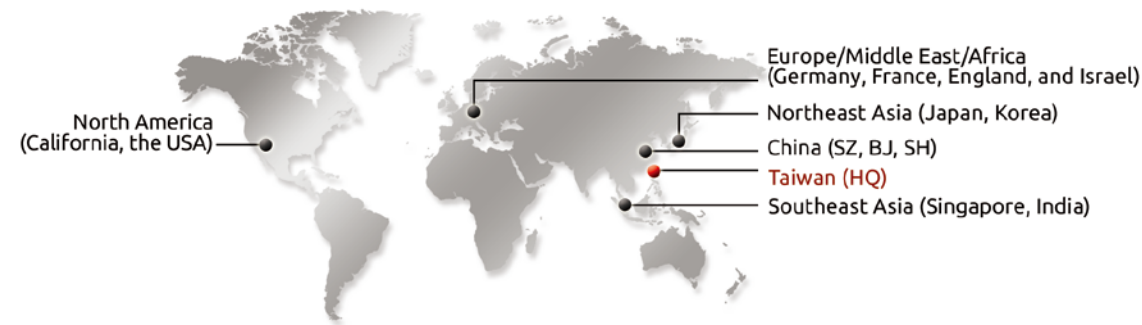 Europe/Middle East/Africa
(Germany, France, England, and Israel)
North America
(California, the USA)
Northeast Asia (Japan, Korea)
China (SZ, BJ, SH)
Taiwan (HQ)
Southeast Asia (Singapore, India)